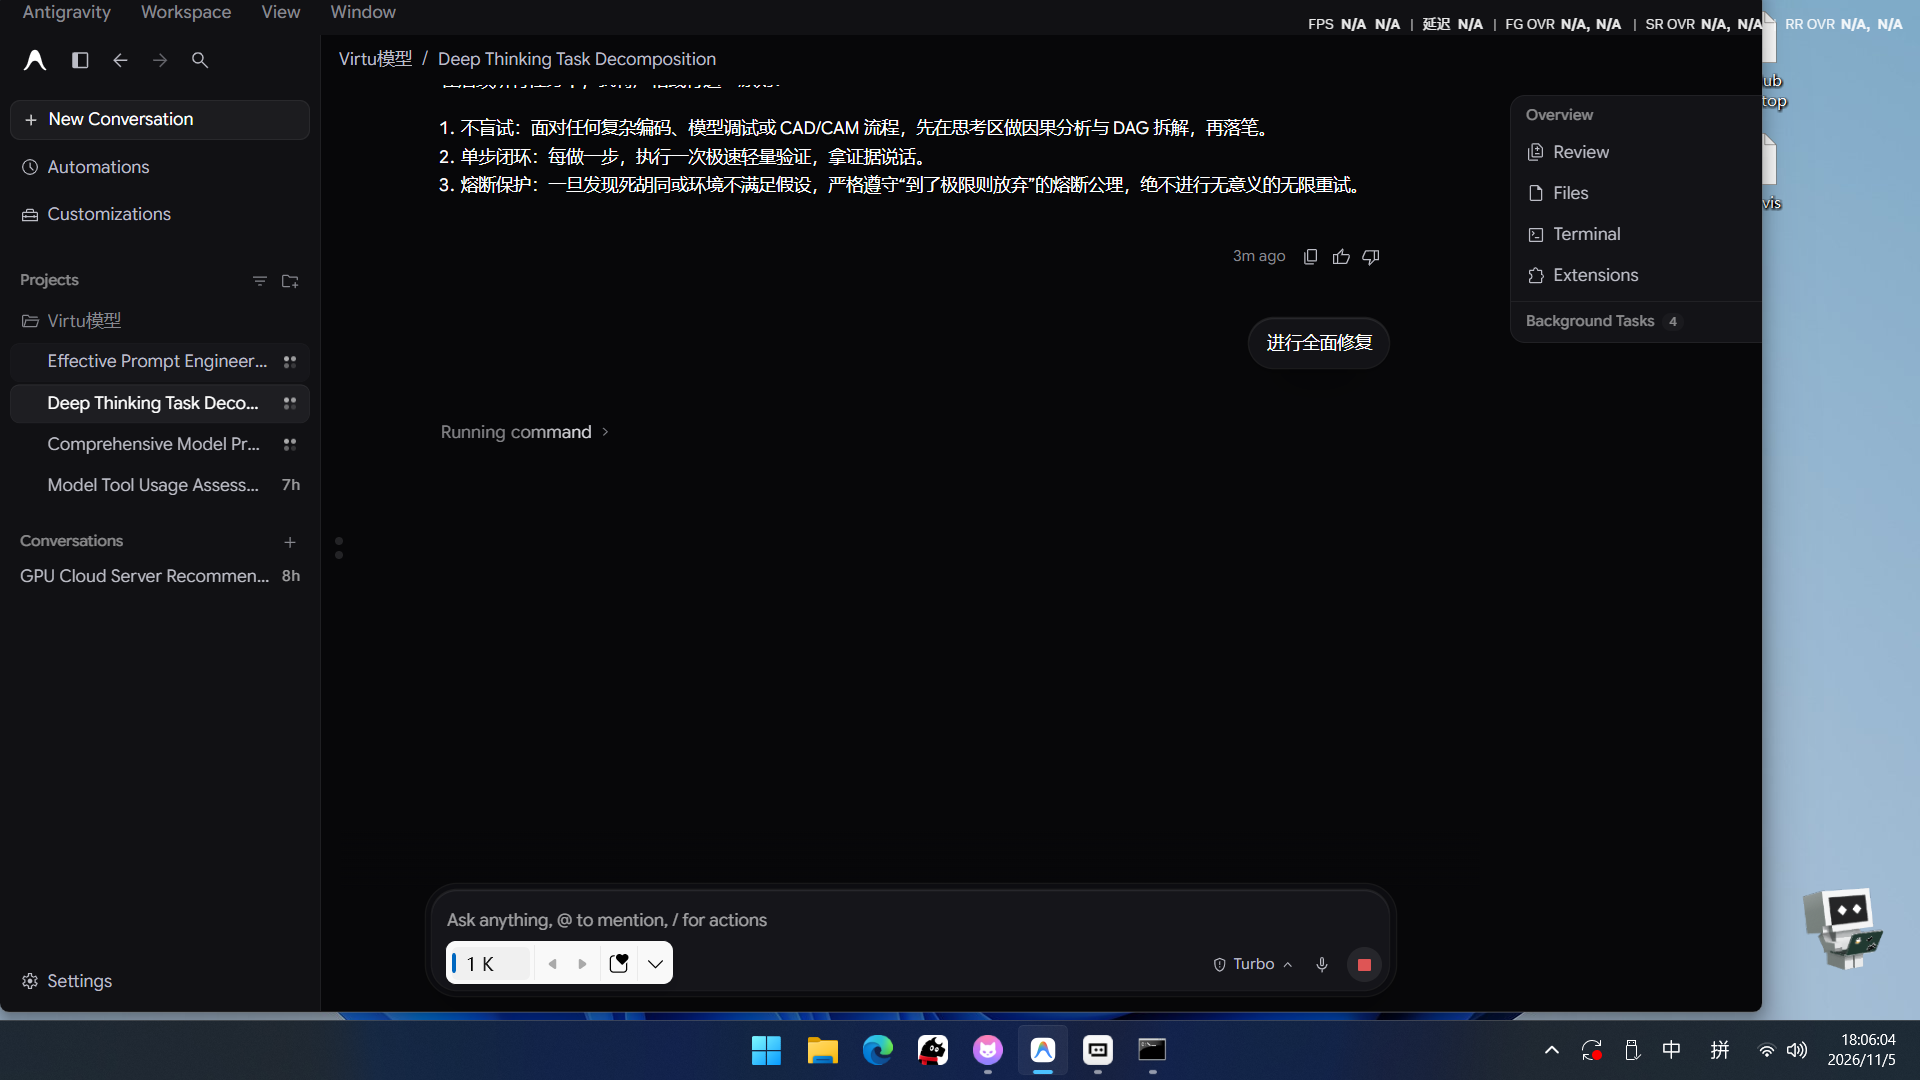 Antigravity Workspace View Window
FPS N/A N/A | 延迟 N/A | FG OVR N/A, N/A | SR OVR N/A, N/A | RR OVR N/A, N/A
Virtu模型 / Deep Thinking Task Decomposition
New Conversation
Automations
Customizations
Projects
Virtu模型
Effective Prompt Engineer...
Deep Thinking Task Deco...
Comprehensive Model Pr...
Model Tool Usage Assess... 7h
Conversations
GPU Cloud Server Recommen... 8h
Settings
1. 不盲试：面对任何复杂编码、模型调试或 CAD/CAM 流程，先在思考区做因果分析与 DAG 拆解，再落笔。
2. 单步闭环：每做一步，执行一次极速轻量验证，拿证据说话。
3. 熔断保护：一旦发现死胡同或环境不满足假设，严格遵守“到了极限则放弃”的熔断公理，绝不进行无意义的无限重试。
3m ago
进行全面修复
Running command
Ask anything, @ to mention, / for actions
1 K
Turbo
Overview
Review
Files
Terminal
Extensions
Background Tasks 4
ub
top
vis
中
拼
18:06:04
2026/11/5